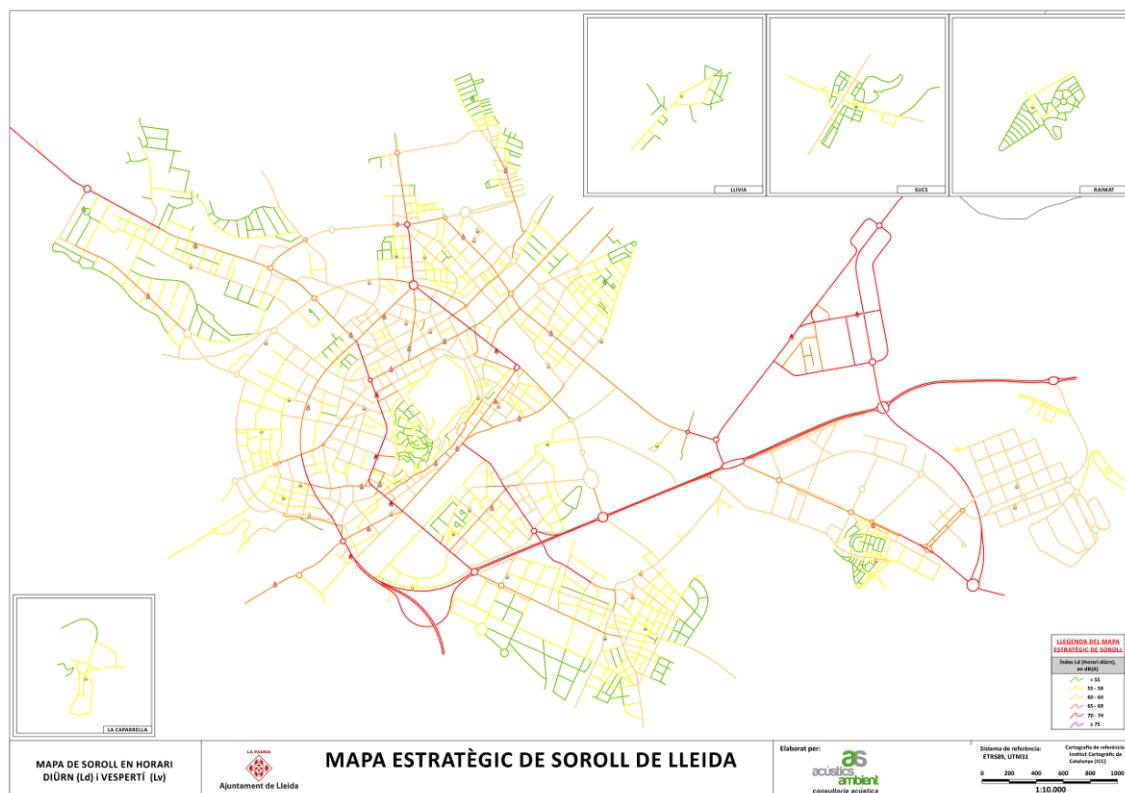 LLIVIA
SUCS
RAIMAT
LA CAPARRELLA
LLEGENDA DEL MAPA
ESTRATÈGIC DE SOROLL
Índex Ld (Horari diürn),
en dB(A)
< 55
55 - 59
60 - 64
65 - 69
70 - 74
≥ 75
MAPA DE SOROLL EN HORARI
DIÜRN (Ld) i VESPERTÍ (Lv)
LA PAERIA
Ajuntament de Lleida
MAPA ESTRATÈGIC DE SOROLL DE LLEIDA
Elaborat per:
as
acústics
ambient
consultoria acústica
Sistema de referència:
ETRS89, UTM31
Cartografia de referència:
Institut Cartogràfic de
Catalunya (ICC)
0 200 400 600 800 1000
1:10.000